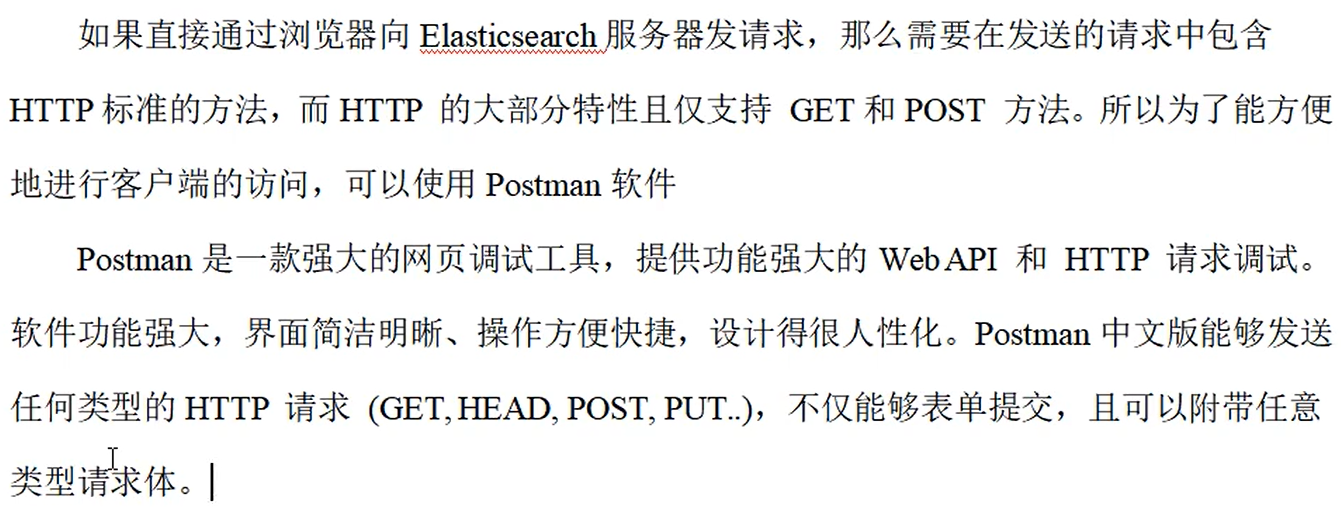 如果直接通过浏览器向 Elasticsearch 服务器发请求，那么需要在发送的请求中包含
HTTP 标准的方法，而 HTTP 的大部分特性且仅支持 GET 和 POST 方法。所以为了能方便
地进行客户端的访问，可以使用 Postman 软件
Postman 是一款强大的网页调试工具，提供功能强大的 Web API 和 HTTP 请求调试。
软件功能强大，界面简洁明晰、操作方便快捷，设计得很人性化。Postman 中文版能够发送
任何类型的 HTTP 请求 (GET, HEAD, POST, PUT..)，不仅能够表单提交，且可以附带任意
类型请求体。